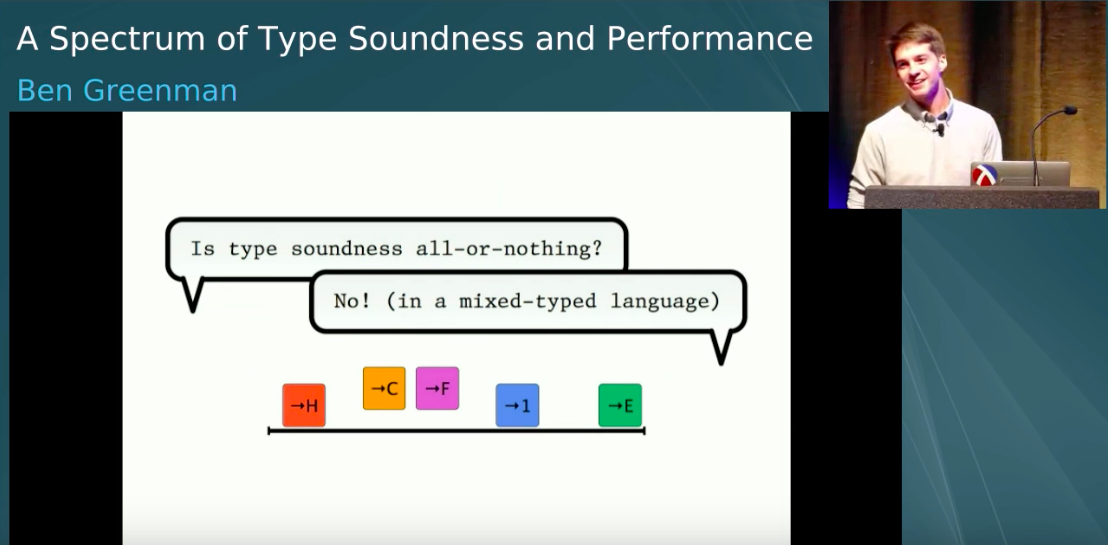 A Spectrum of Type Soundness and Performance
Ben Greenman
Is type soundness all-or-nothing?
No! (in a mixed-typed language)
→H →C →F →1 →E